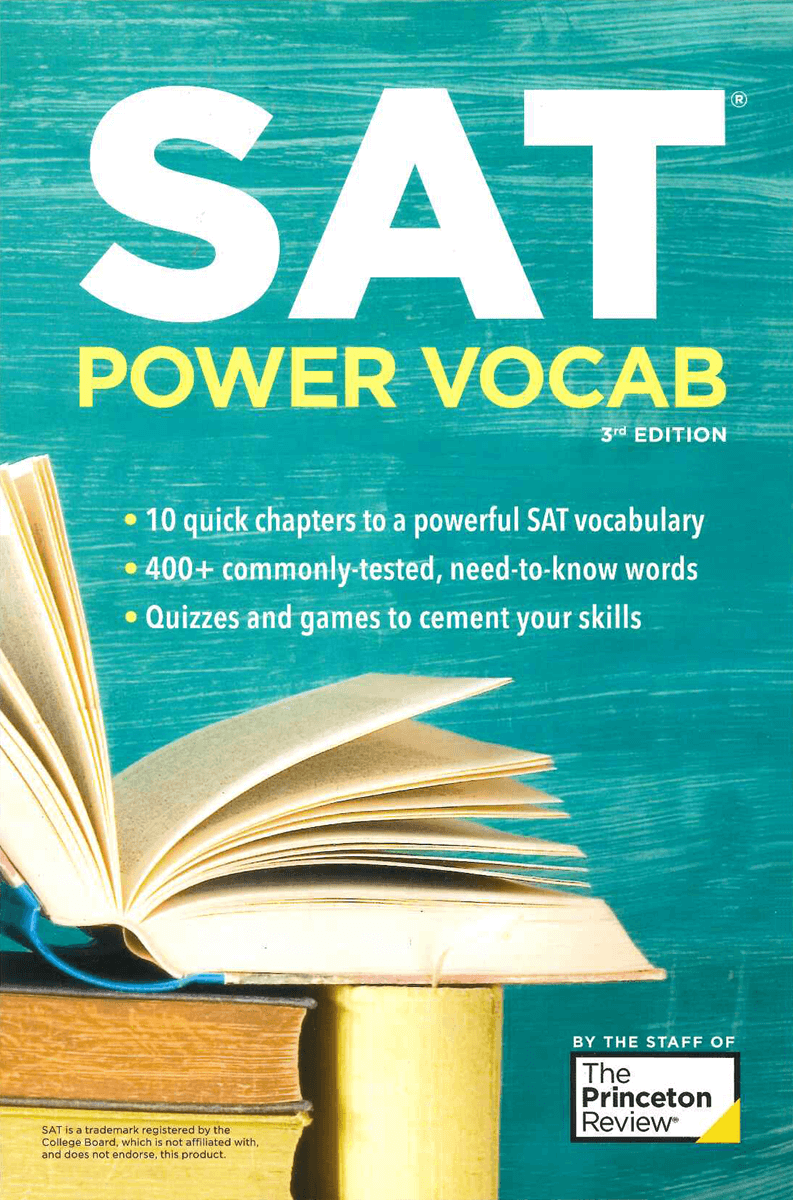 SAT®
POWER VOCAB
3rd EDITION
• 10 quick chapters to a powerful SAT vocabulary
• 400+ commonly-tested, need-to-know words
• Quizzes and games to cement your skills
BY THE STAFF OF
The
Princeton
Review®
SAT is a trademark registered by the
College Board, which is not affiliated with,
and does not endorse, this product.